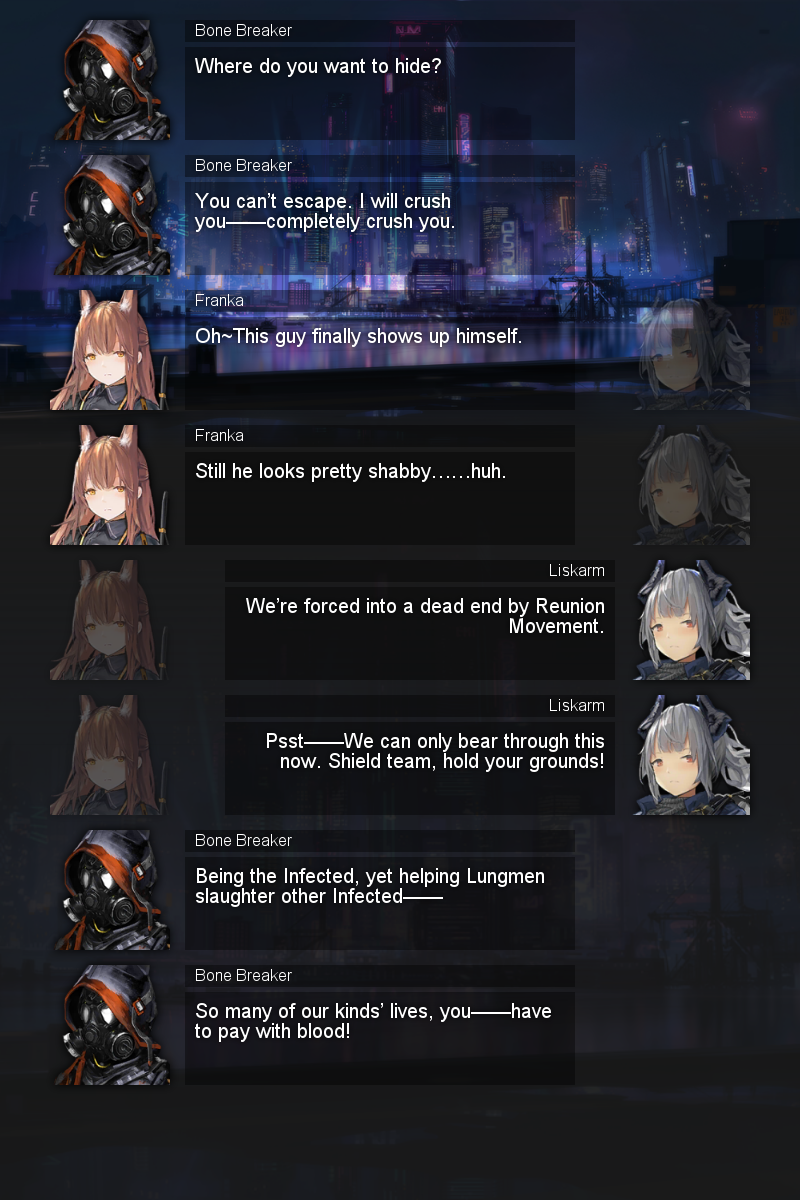 Bone Breaker
Where do you want to hide?
Bone Breaker
You can't escape. I will crush
you——completely crush you.
Franka
Oh~This guy finally shows up himself.
Franka
Still he looks pretty shabby……huh.
Liskarm
We're forced into a dead end by Reunion
Movement.
Liskarm
Psst——We can only bear through this
now. Shield team, hold your grounds!
Bone Breaker
Being the Infected, yet helping Lungmen
slaughter other Infected——
Bone Breaker
So many of our kinds' lives, you——have
to pay with blood!